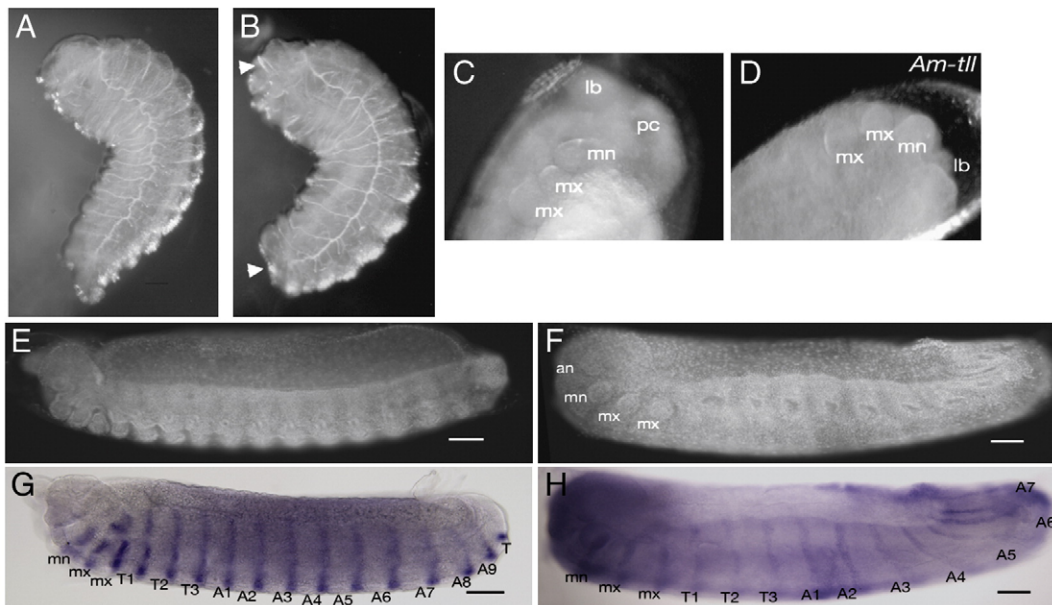 A
B
C
lb
pc
mn
mx
mx
D
Am-tll
mx
mx
mn
lb
E
F
an
mn
mx
mx
G
mn
mx
mx
T1
T2
T3
A1
A2
A3
A4
A5
A6
A7
A8
A9
T
H
mn
mx
mx
T1
T2
T3
A1
A2
A3
A4
A5
A6
A7